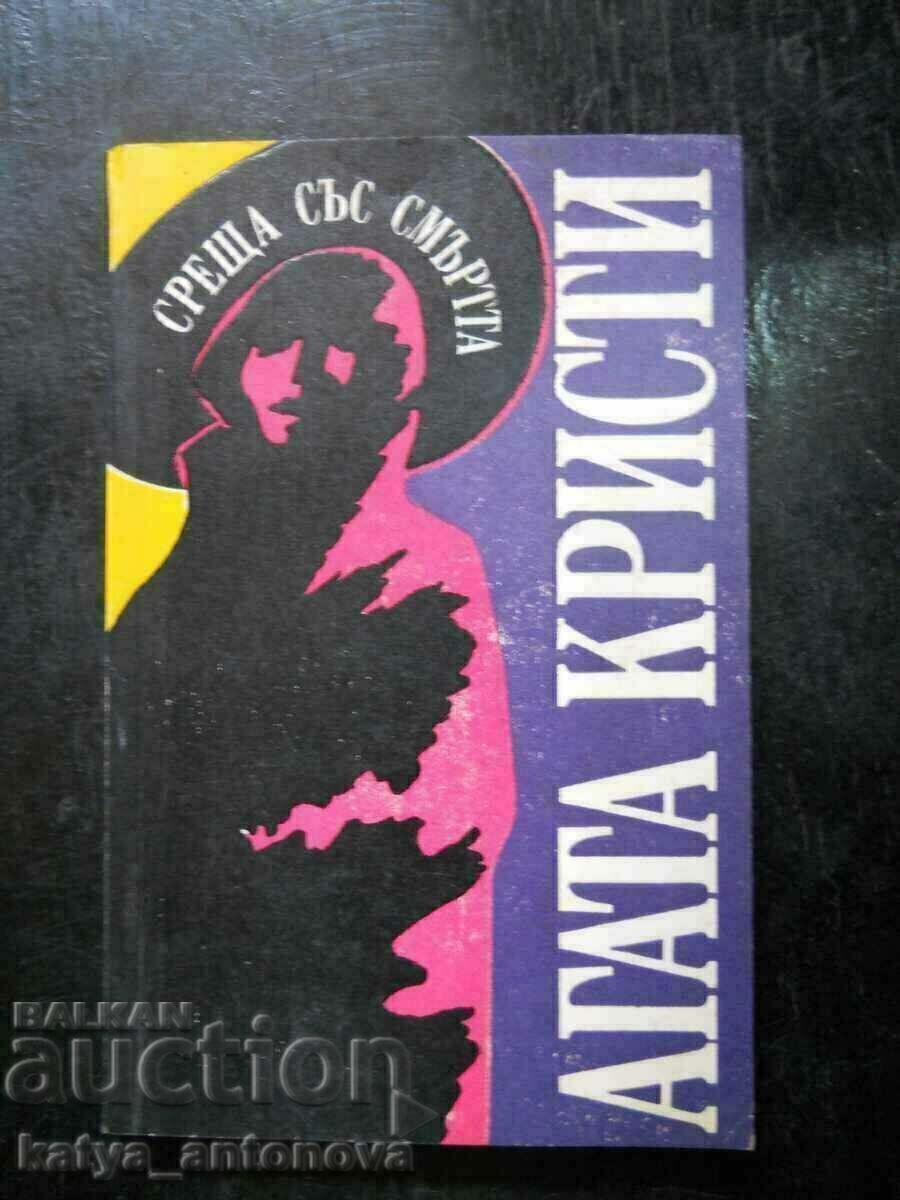 СРЕЩА СЪС СМЪРТТА
АГАТА КРИСТИ
BALKAN
auction
katya_antonova